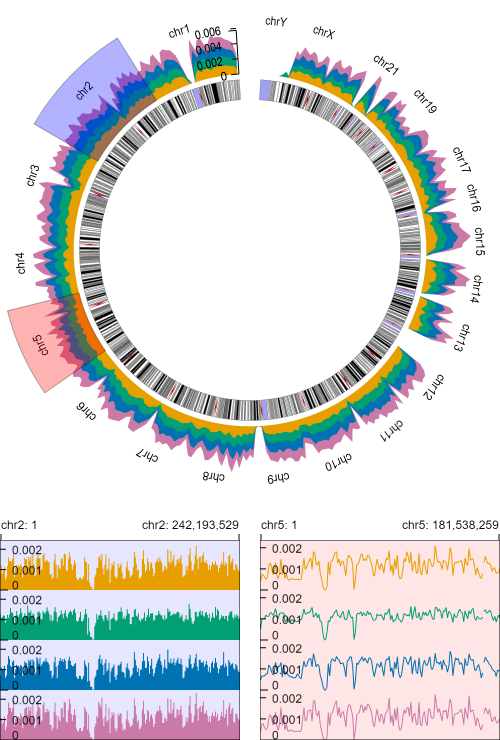 chrY
chrX
chr21
chr19
chr17
chr16
chr15
chr14
chr13
chr12
chr11
chr10
chr9
chr8
chr7
chr6
chr5
chr4
chr3
chr2
chr1
0.006
0.004
0.002
0
chr2: 1 chr2: 242,193,529
0.002
0.001
0
0.002
0.001
0
0.002
0.001
0
0.002
0.001
0
chr5: 1 chr5: 181,538,259
0.002
0.001
0
0.002
0.001
0
0.002
0.001
0
0.002
0.001
0